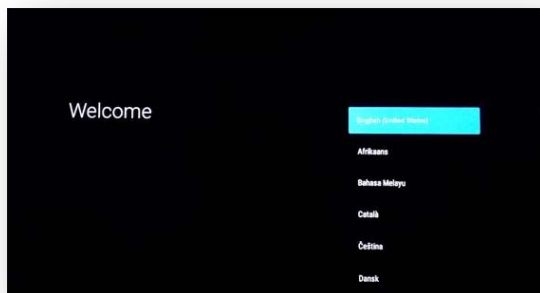 Welcome
English (United States)
Afrikaans
Bahasa Melayu
Català
Čeština
Dansk